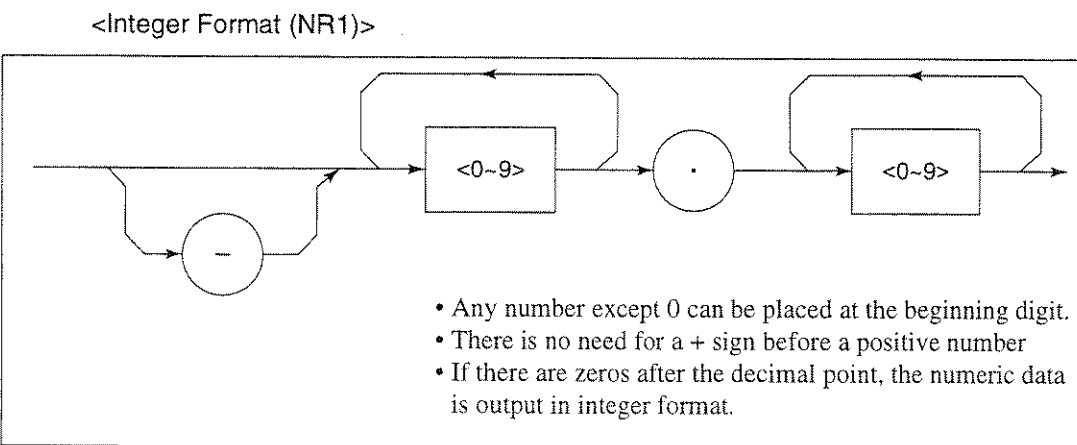 <Integer Format (NR1)>
<0~9>
.
<0~9>
−
• Any number except 0 can be placed at the beginning digit.
• There is no need for a + sign before a positive number
• If there are zeros after the decimal point, the numeric data
is output in integer format.